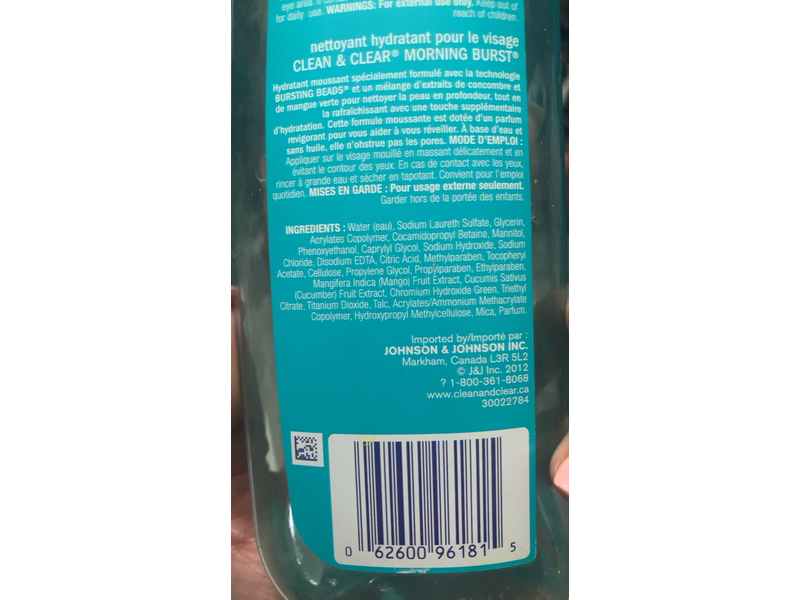 eye area. If c
for daily use. WARNINGS: For external use only. Keep out of
reach of children.
nettoyant hydratant pour le visage
CLEAN & CLEAR® MORNING BURST®
Hydratant moussant spécialement formulé avec la technologie
BURSTING BEADS® et un mélange d'extraits de concombre et
de mangue verte pour nettoyer la peau en profondeur, tout en
la rafraîchissant avec une touche supplémentaire
d'hydratation. Cette formule moussante est dotée d'un parfum
revigorant pour vous aider à vous réveiller. À base d'eau et
sans huile, elle n'obstrue pas les pores. MODE D'EMPLOI :
Appliquer sur le visage mouillé en massant délicatement et en
évitant le contour des yeux. En cas de contact avec les yeux,
rincer à grande eau et sécher en tapotant. Convient pour l'emploi
quotidien. MISES EN GARDE : Pour usage externe seulement.
Garder hors de la portée des enfants.
INGREDIENTS : Water (eau), Sodium Laureth Sulfate, Glycerin,
Acrylates Copolymer, Cocamidopropyl Betaine, Mannitol,
Phenoxyethanol, Caprylyl Glycol, Sodium Hydroxide, Sodium
Chloride, Disodium EDTA, Citric Acid, Methylparaben, Tocopheryl
Acetate, Cellulose, Propylene Glycol, Propylparaben, Ethylparaben,
Mangifera Indica (Mango) Fruit Extract, Cucumis Sativus
(Cucumber) Fruit Extract, Chromium Hydroxide Green, Triethyl
Citrate, Titanium Dioxide, Talc, Acrylates/Ammonium Methacrylate
Copolymer, Hydroxypropyl Methylcellulose, Mica, Parfum.
Imported by/Importé par :
JOHNSON & JOHNSON INC.
Markham, Canada L3R 5L2
© J&J Inc. 2012
? 1-800-361-8068
www.cleanandclear.ca
30022784
0 62600 96181 5